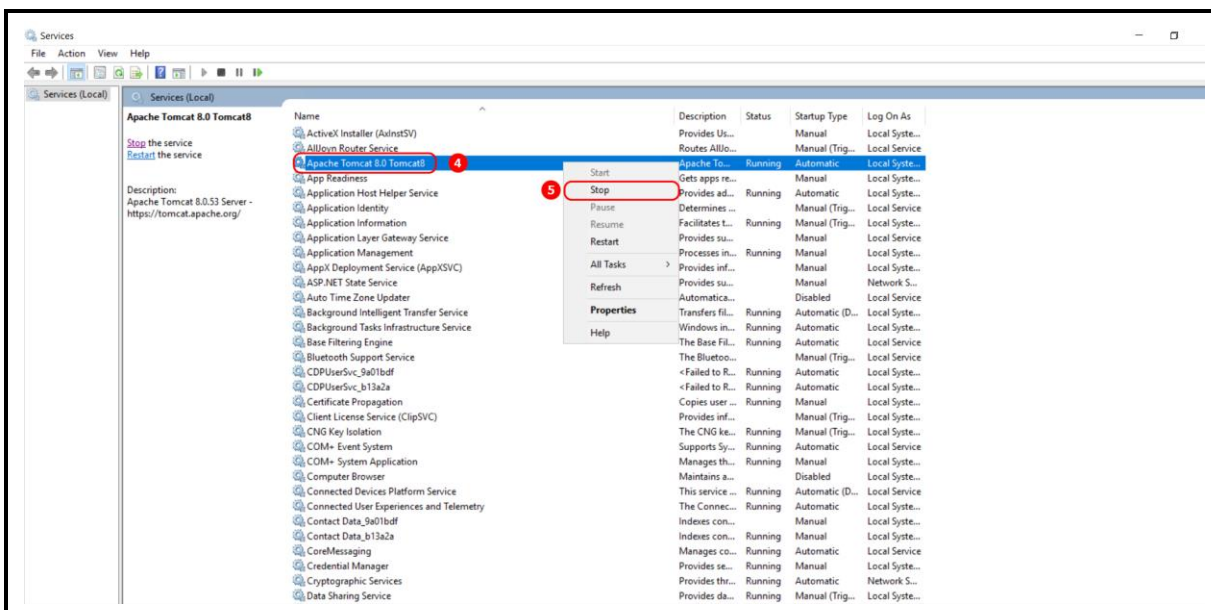 Services
File Action View Help
Services (Local)
Services (Local)
Apache Tomcat 8.0 Tomcat8
Stop the service
Restart the service
Description:
Apache Tomcat 8.0.53 Server -
https://tomcat.apache.org/
Name Description Status Startup Type Log On As
ActiveX Installer (AxInstSV) Provides Us... Manual Local Syste...
AllJoyn Router Service Routes AllJo... Manual (Trig... Local Service
Apache Tomcat 8.0 Tomcat8 4 Apache To... Running Automatic Local Syste...
App Readiness Gets apps re... Manual Local Syste...
Application Host Helper Service Provides ad... Running Automatic Local Syste...
Application Identity Determines ... Manual (Trig... Local Service
Application Information Facilitates t... Running Manual (Trig... Local Syste...
Application Layer Gateway Service Provides su... Manual Local Service
Application Management Processes in... Running Manual Local Syste...
AppX Deployment Service (AppXSVC) Provides inf... Manual Local Syste...
ASP.NET State Service Provides su... Manual Network S...
Auto Time Zone Updater Automatica... Disabled Local Service
Background Intelligent Transfer Service Transfers fil... Running Automatic (D... Local Syste...
Background Tasks Infrastructure Service Windows in... Running Automatic Local Syste...
Base Filtering Engine The Base Fil... Running Automatic Local Service
Bluetooth Support Service The Bluetoo... Manual (Trig... Local Service
CDPUserSvc_9a01bdf <Failed to R... Running Automatic Local Syste...
CDPUserSvc_b13a2a <Failed to R... Running Automatic Local Syste...
Certificate Propagation Copies user ... Running Manual Local Syste...
Client License Service (ClipSVC) Provides inf... Manual (Trig... Local Syste...
CNG Key Isolation The CNG ke... Running Manual (Trig... Local Syste...
COM+ Event System Supports Sy... Running Automatic Local Service
COM+ System Application Manages th... Running Manual Local Syste...
Computer Browser Maintains a... Disabled Local Syste...
Connected Devices Platform Service This service ... Running Automatic (D... Local Service
Connected User Experiences and Telemetry The Connec... Running Automatic Local Syste...
Contact Data_9a01bdf Indexes con... Manual Local Syste...
Contact Data_b13a2a Indexes con... Running Manual Local Syste...
CoreMessaging Manages co... Running Automatic Local Service
Credential Manager Provides se... Running Manual Local Syste...
Cryptographic Services Provides thr... Running Automatic Network S...
Data Sharing Service Provides da... Running Manual (Trig... Local Syste...
Start
5 Stop
Pause
Resume
Restart
All Tasks
Refresh
Properties
Help